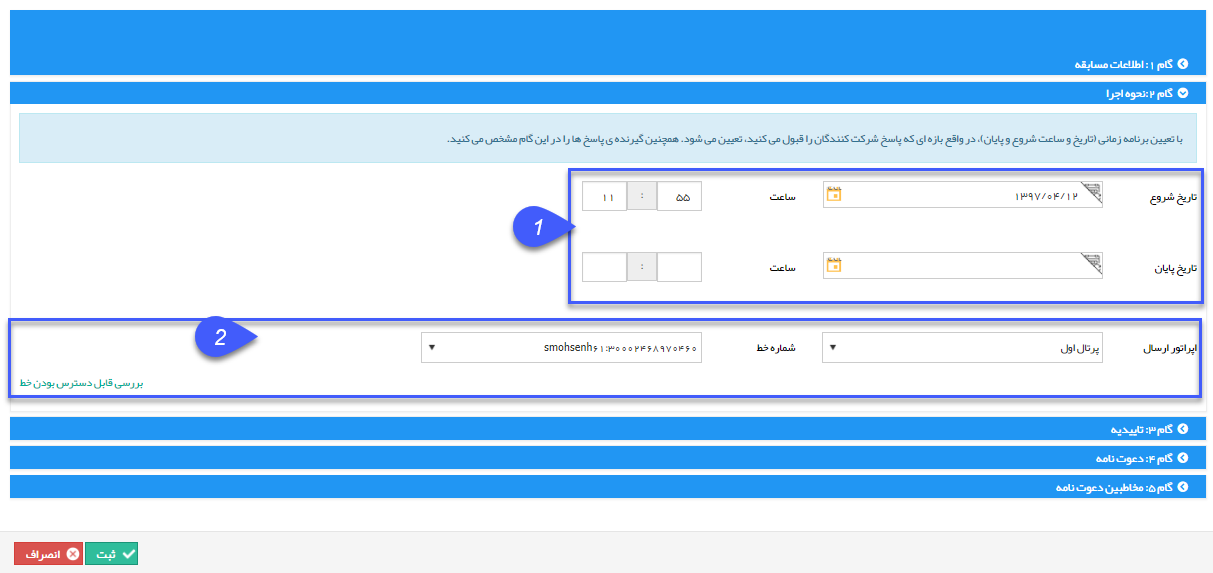 گام ۱: اطلاعات مسابقه
گام ۲:نحوه اجرا
با تعیین برنامه زمانی (تاریخ و ساعت شروع و پایان)، در واقع بازه ای که پاسخ شرکت کنندگان را قبول می کنید، تعیین می شود. همچنین گیرنده ی پاسخ ها را در این گام مشخص می کنید.
تاریخ شروع ۱۳۹۷/۰۴/۱۲ ساعت ۵۵ : ۱۱
1
تاریخ پایان ساعت :
2
اپراتور ارسال پرتال اول شماره خط smohsenh۶۱:۳۰۰۰۲۴۶۸۹۷۰۴۶۰
بررسی قابل دسترس بودن خط
گام ۳: تاییدیه
گام ۴: دعوت نامه
گام ۵: مخاطبین دعوت نامه
ثبت انصراف